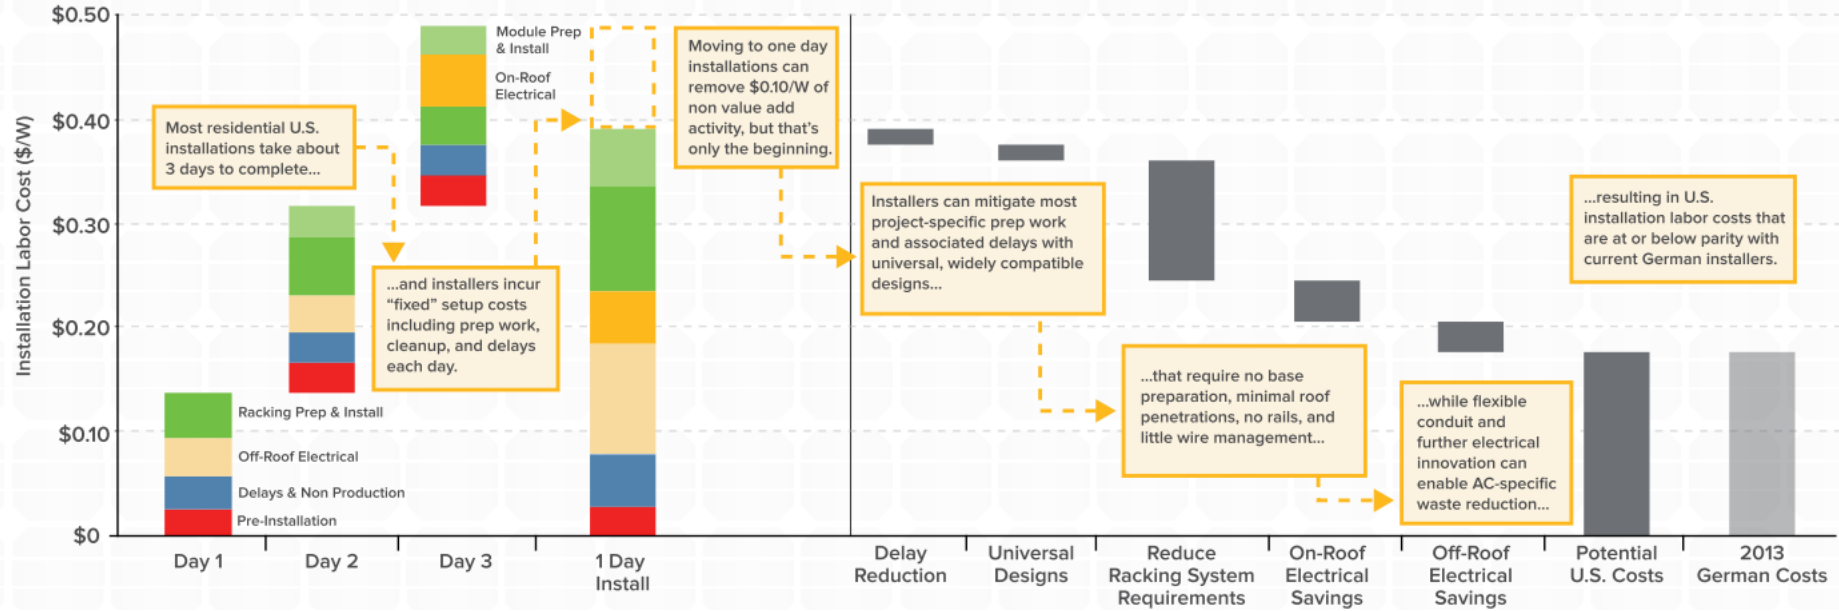 Installation Labor Cost ($/W)
$0.50
$0.40
$0.30
$0.20
$0.10
$0
Most residential U.S.
installations take about
3 days to complete...
...and installers incur
“fixed” setup costs
including prep work,
cleanup, and delays
each day.
Module Prep
& Install
On-Roof
Electrical
Racking Prep & Install
Off-Roof Electrical
Delays & Non Production
Pre-Installation
Moving to one day
installations can
remove $0.10/W of
non value add
activity, but that’s
only the beginning.
Installers can mitigate most
project-specific prep work
and associated delays with
universal, widely compatible
designs...
...that require no base
preparation, minimal roof
penetrations, no rails, and
little wire management...
...while flexible
conduit and
further electrical
innovation can
enable AC-specific
waste reduction...
...resulting in U.S.
installation labor costs that
are at or below parity with
current German installers.
Day 1
Day 2
Day 3
1 Day
Install
Delay
Reduction
Universal
Designs
Reduce
Racking System
Requirements
On-Roof
Electrical
Savings
Off-Roof
Electrical
Savings
Potential
U.S. Costs
2013
German Costs